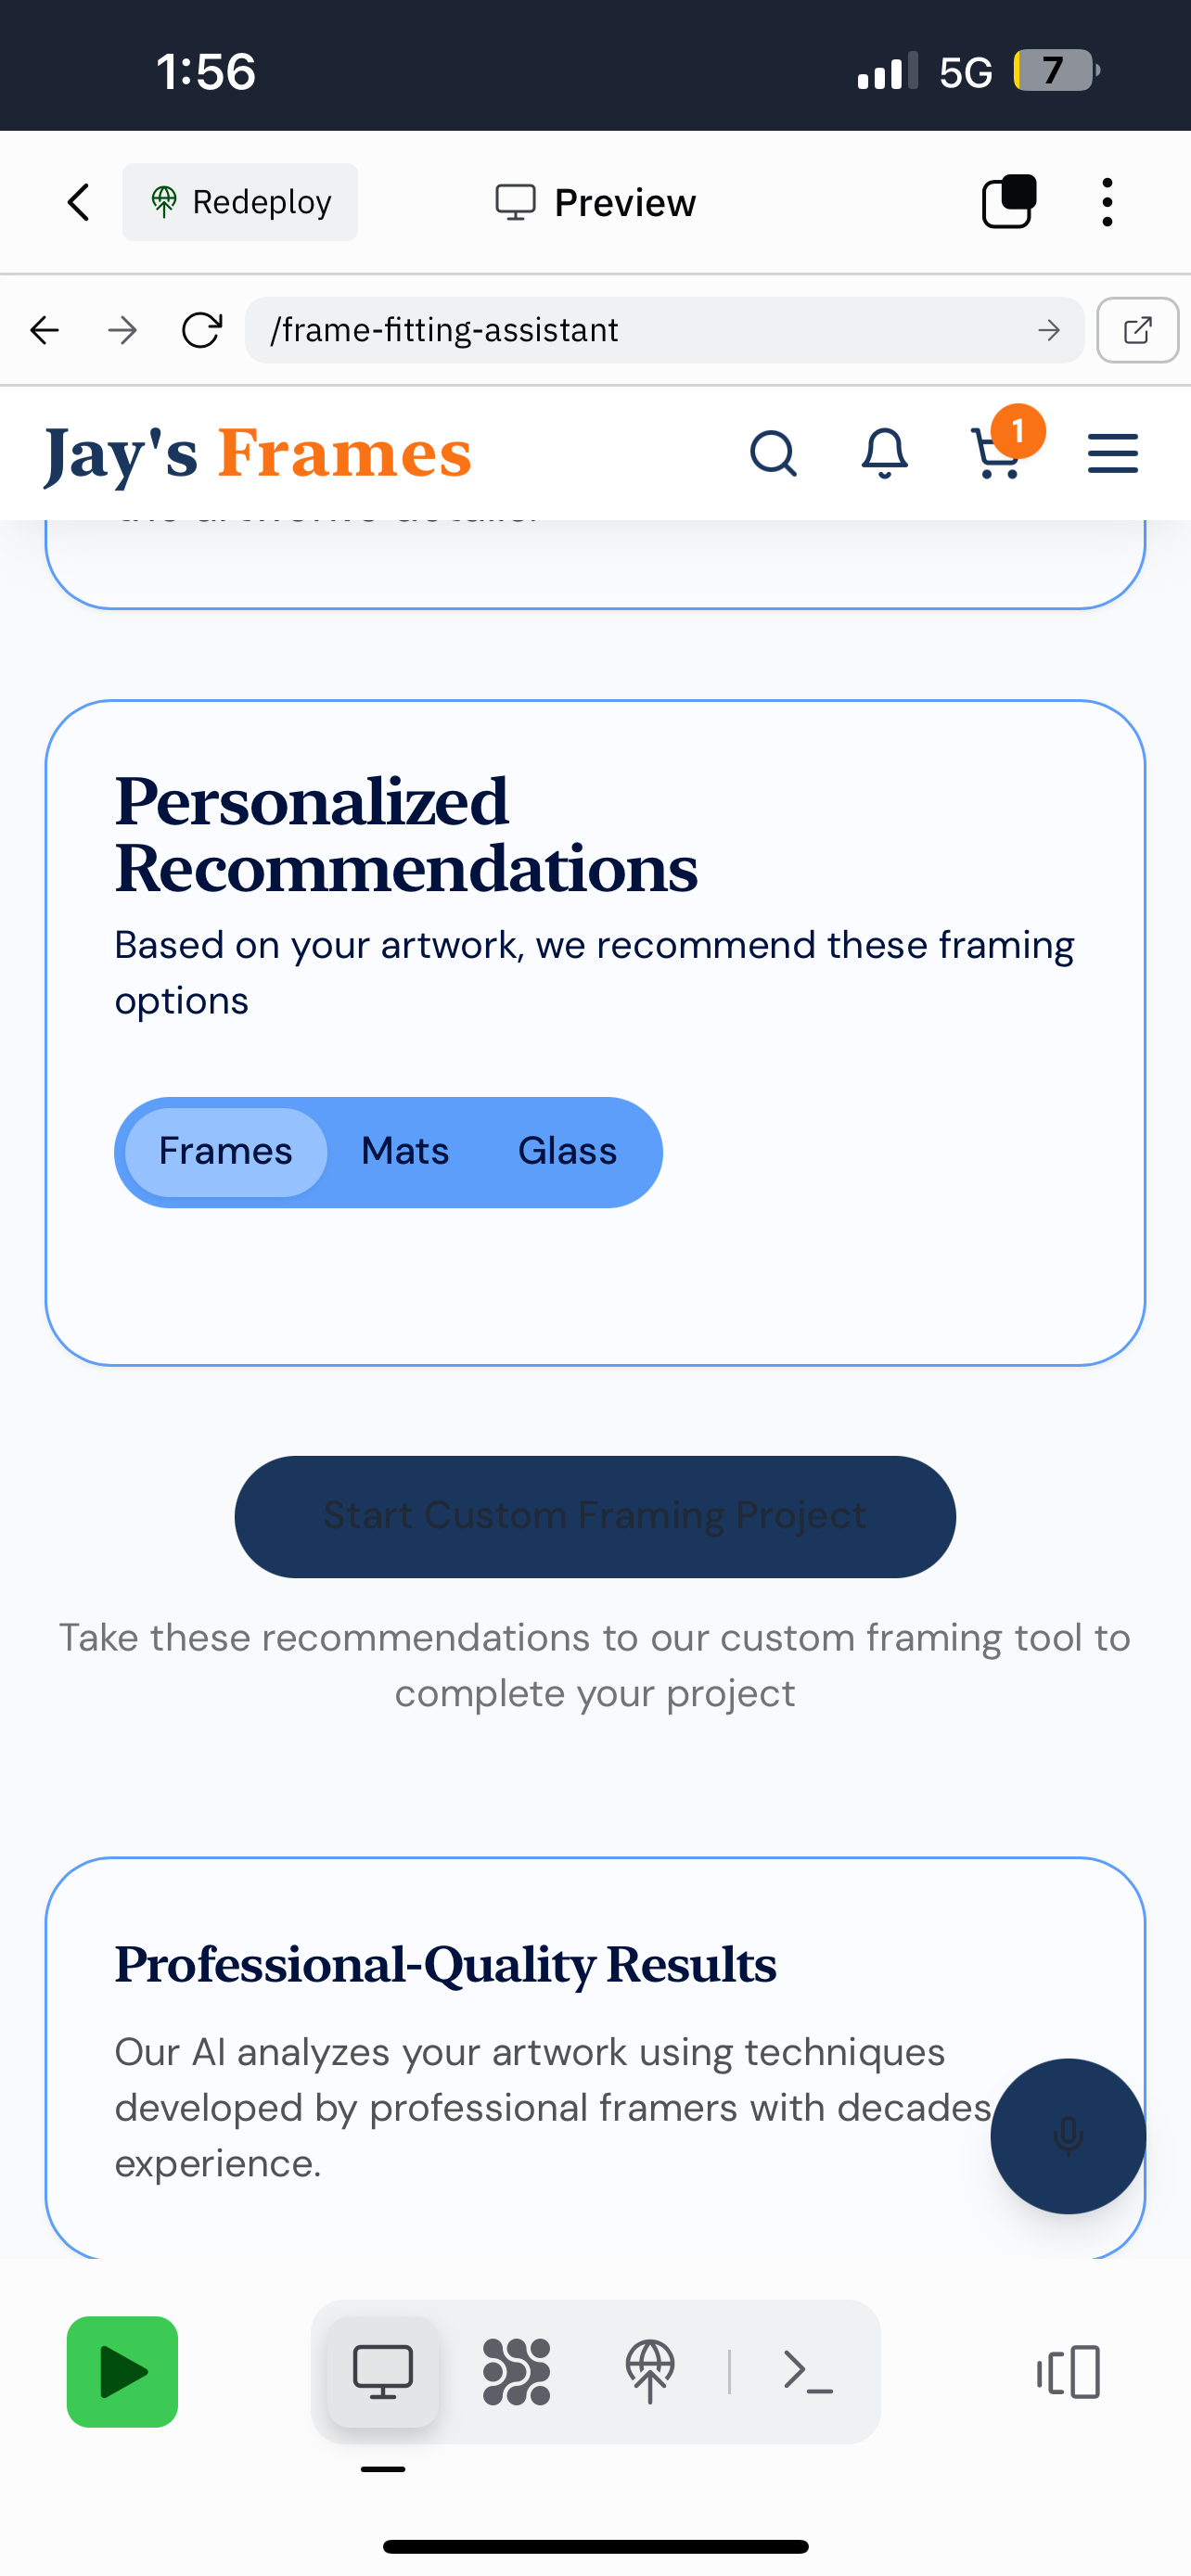 1:56
5G
7
Redeploy
Preview
/frame-fitting-assistant
Jay's Frames
1
Personalized
Recommendations
Based on your artwork, we recommend these framing
options
Frames
Mats
Glass
Start Custom Framing Project
Take these recommendations to our custom framing tool to
complete your project
Professional-Quality Results
Our AI analyzes your artwork using techniques
developed by professional framers with decades
experience.